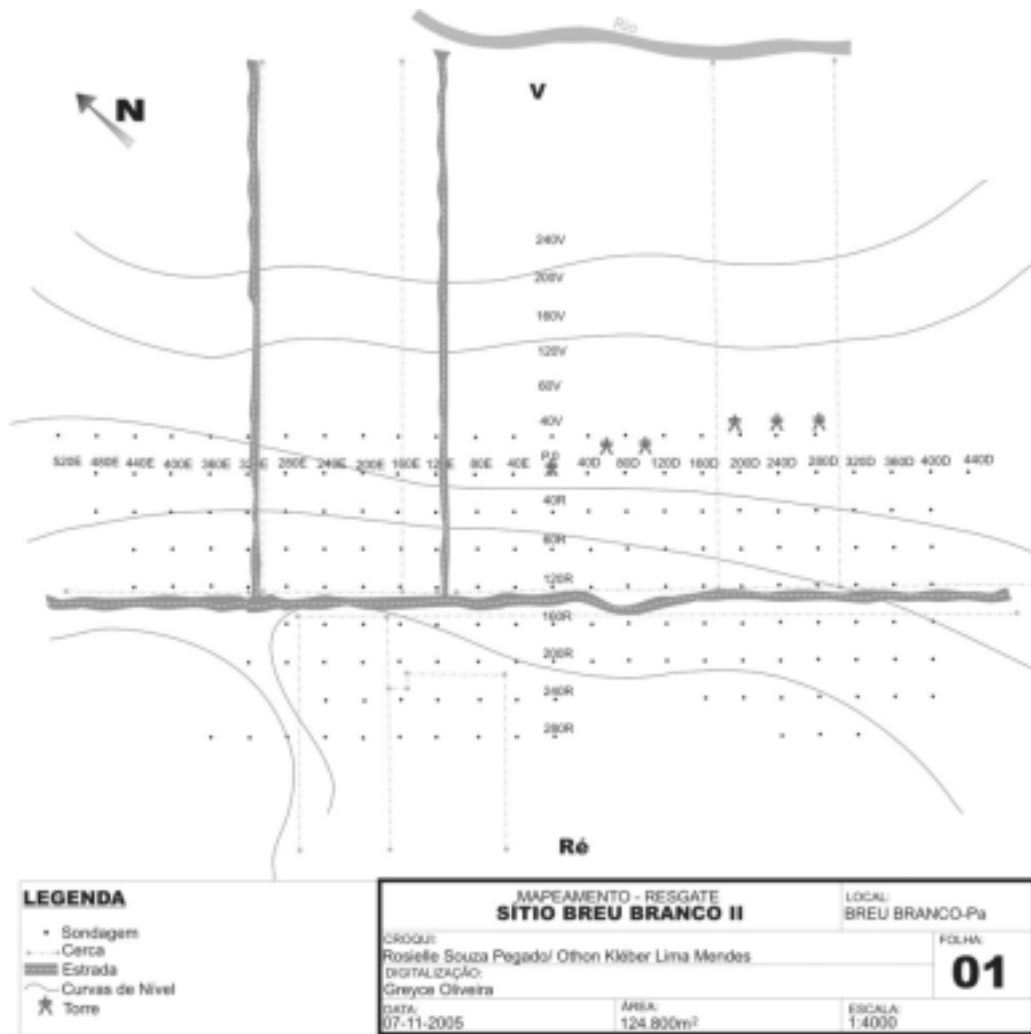 Rio
N
V
240V
200V
160V
120V
80V
40V
P.0
520E 480E 440E 400E 360E 320E 280E 240E 200E 160E 120E 80E 40E 40D 80D 120D 160D 200D 240D 280D 320D 360D 400D 440D
40R
80R
120R
160R
200R
240R
280R
Ré
LEGENDA
Sondagem
Cerca
Estrada
Curvas de Nível
Torre
MAPEAMENTO - RESGATE
SÍTIO BREU BRANCO II
LOCAL:
BREU BRANCO-Pa
CROQUI:
Rosielle Souza Pegado/ Othon Kléber Lima Mendes
DIGITALIZAÇÃO:
Greyce Oliveira
FOLHA:
01
DATA:
07-11-2005
ÁREA:
124.800m²
ESCALA:
1:4000